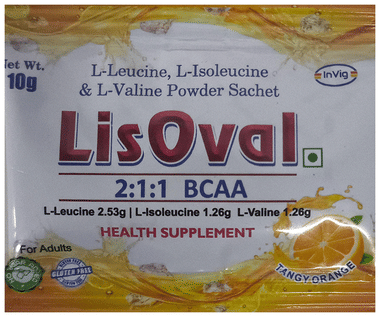 Net Wt.
10g
InVig
L-Leucine, L-Isoleucine
& L-Valine Powder Sachet
LisOval
2:1:1 BCAA
L-Leucine 2.53g | L-Isoleucine 1.26g L-Valine 1.26g
HEALTH SUPPLEMENT
For Adults
GLUTEN FREE
TANGY ORANGE